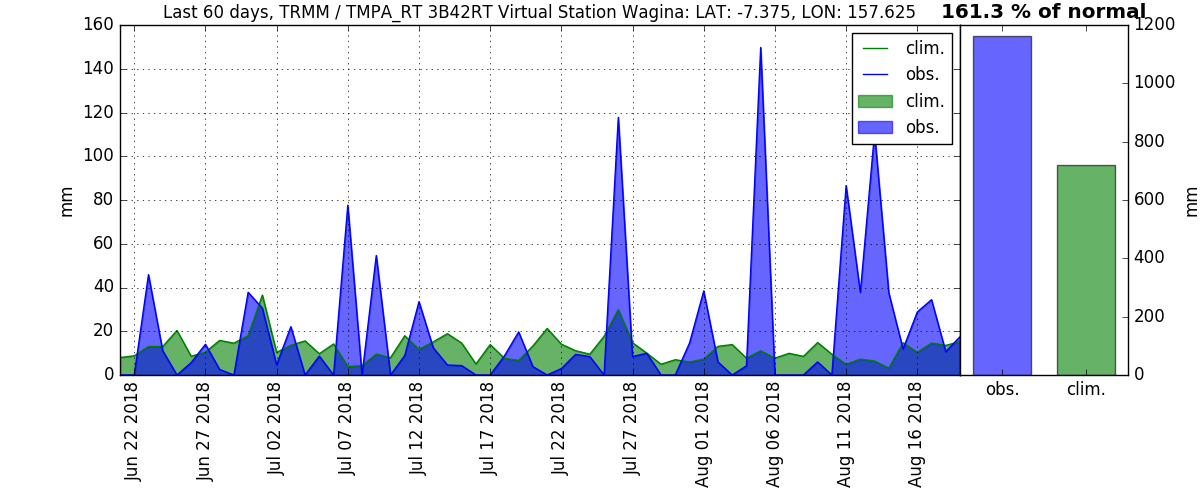 Last 60 days, TRMM / TMPA_RT 3B42RT Virtual Station Wagina: LAT: -7.375, LON: 157.625
161.3 % of normal
160
140
120
100
80
60
40
20
0
mm
clim.
obs.
clim.
obs.
1200
1000
800
600
400
200
0
mm
Jun 22 2018
Jun 27 2018
Jul 02 2018
Jul 07 2018
Jul 12 2018
Jul 17 2018
Jul 22 2018
Jul 27 2018
Aug 01 2018
Aug 06 2018
Aug 11 2018
Aug 16 2018
obs.
clim.